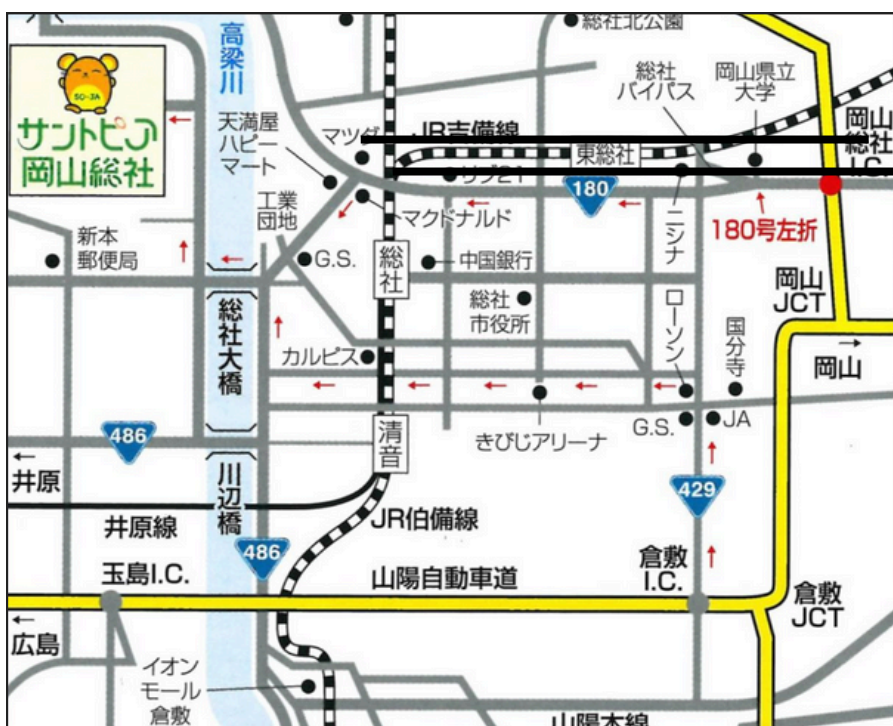 高梁川
総社北公園
SC-3A
サントピア
岡山総社
天満屋
ハピー
マート
マツダ
JR吉備線
総社
バイパス
岡山県立
大学
岡山
総社
I.C.
東総社
180
工業
団地
マクドナルド
ニシナ
180号左折
新本
郵便局
G.S.
総社
中国銀行
岡山
JCT
総社
市役所
総社大橋
カルピス
ローソン
国分寺
岡山
486
清音
きびじアリーナ
G.S.
JA
井原
川辺橋
429
井原線
JR伯備線
486
倉敷
I.C.
玉島I.C.
山陽自動車道
倉敷
JCT
広島
イオン
モール
倉敷
山陽本線